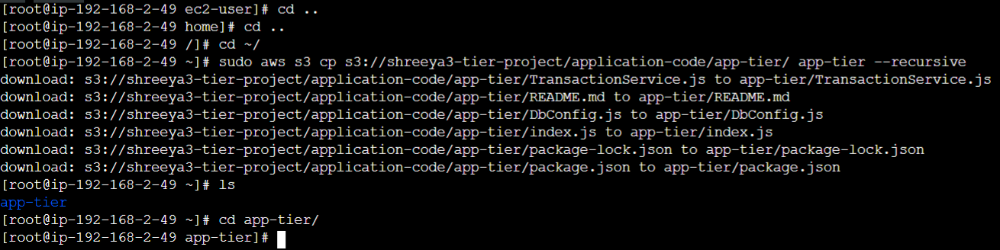 [root@ip-192-168-2-49 ec2-user]# cd ..
[root@ip-192-168-2-49 home]# cd ..
[root@ip-192-168-2-49 /]# cd ~/
[root@ip-192-168-2-49 ~]# sudo aws s3 cp s3://shreeya3-tier-project/application-code/app-tier/ app-tier --recursive
download: s3://shreeya3-tier-project/application-code/app-tier/TransactionService.js to app-tier/TransactionService.js
download: s3://shreeya3-tier-project/application-code/app-tier/README.md to app-tier/README.md
download: s3://shreeya3-tier-project/application-code/app-tier/DbConfig.js to app-tier/DbConfig.js
download: s3://shreeya3-tier-project/application-code/app-tier/index.js to app-tier/index.js
download: s3://shreeya3-tier-project/application-code/app-tier/package-lock.json to app-tier/package-lock.json
download: s3://shreeya3-tier-project/application-code/app-tier/package.json to app-tier/package.json
[root@ip-192-168-2-49 ~]# ls
app-tier
[root@ip-192-168-2-49 ~]# cd app-tier/
[root@ip-192-168-2-49 app-tier]#